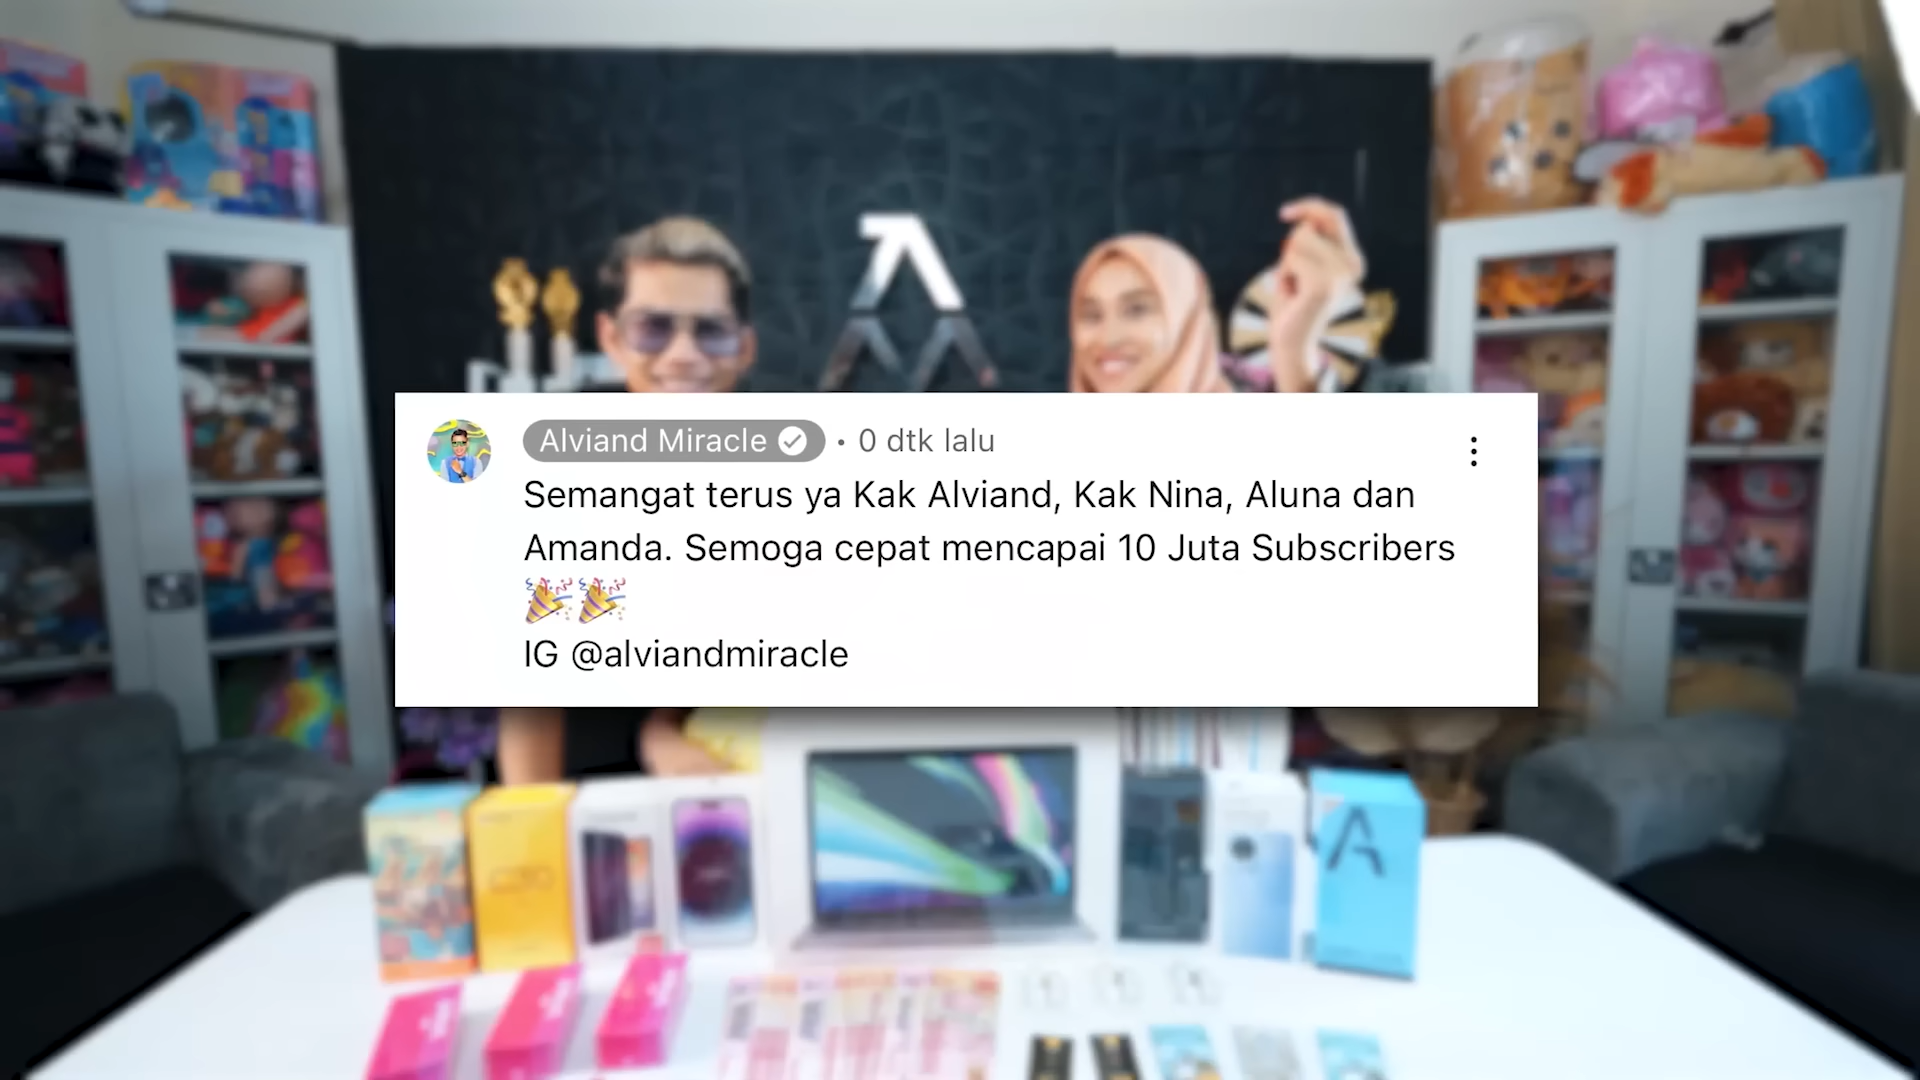 Alviand Miracle • 0 dtk lalu
Semangat terus ya Kak Alviand, Kak Nina, Aluna dan
Amanda. Semoga cepat mencapai 10 Juta Subscribers
🎉🎉
IG @alviandmiracle